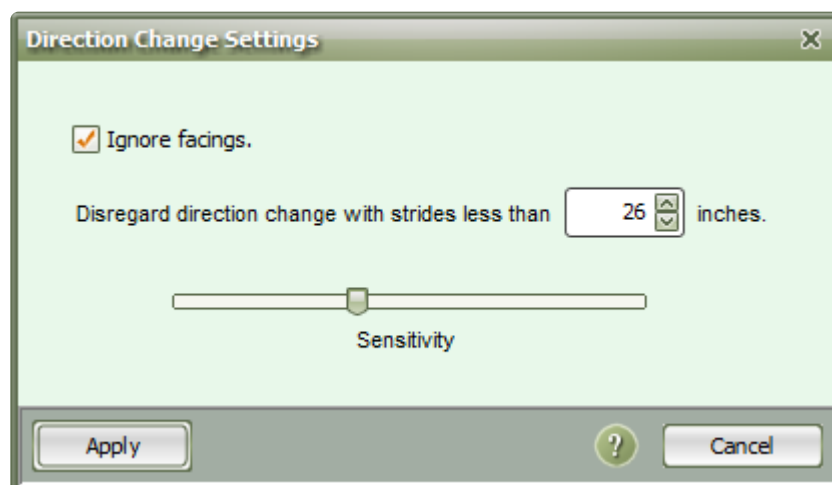 Direction Change Settings
Ignore facings.
Disregard direction change with strides less than 26 inches.
Sensitivity
Apply ? Cancel